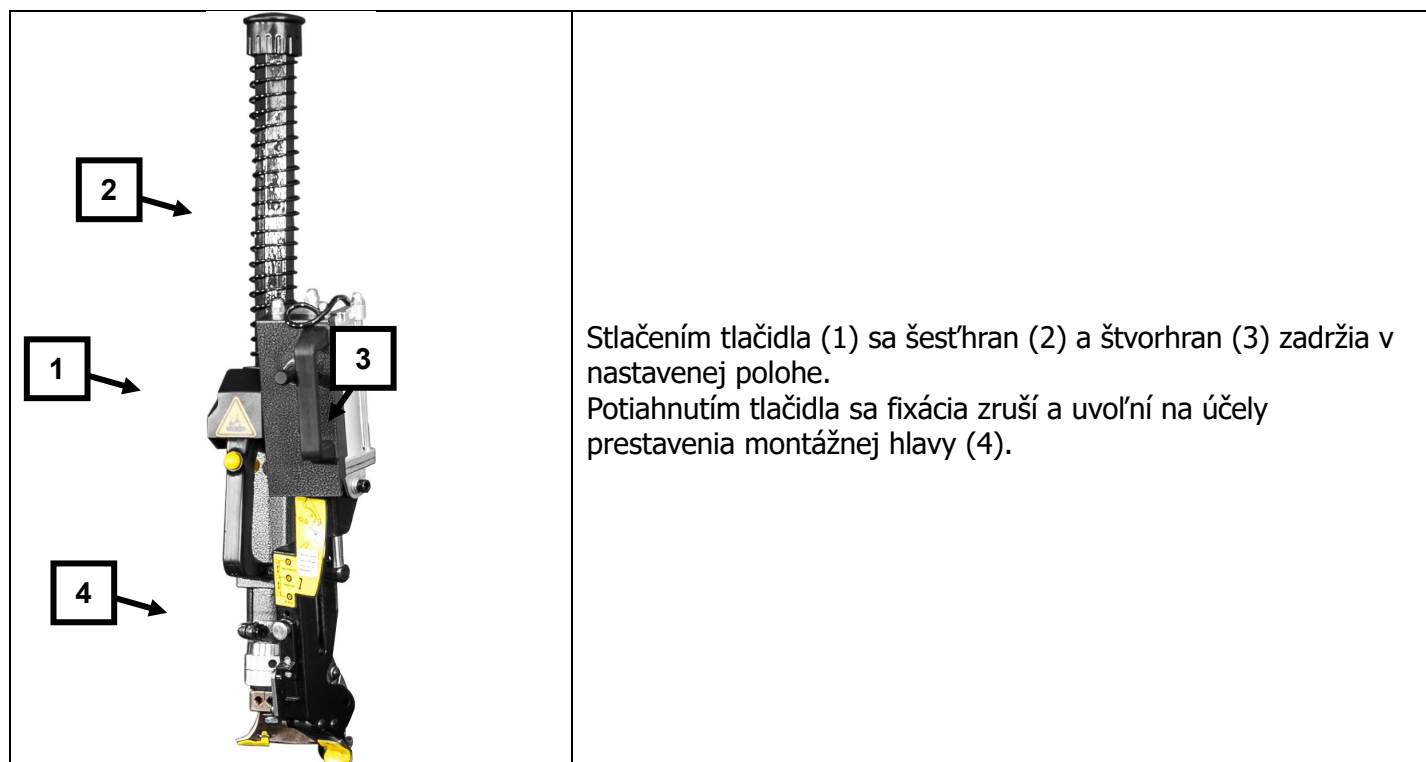 2
3
1
4
Stlačením tlačidla (1) sa šesťhran (2) a štvorhran (3) zadržia v
nastavenej polohe.
Potiahnutím tlačidla sa fixácia zruší a uvoľní na účely
prestavenia montážnej hlavy (4).